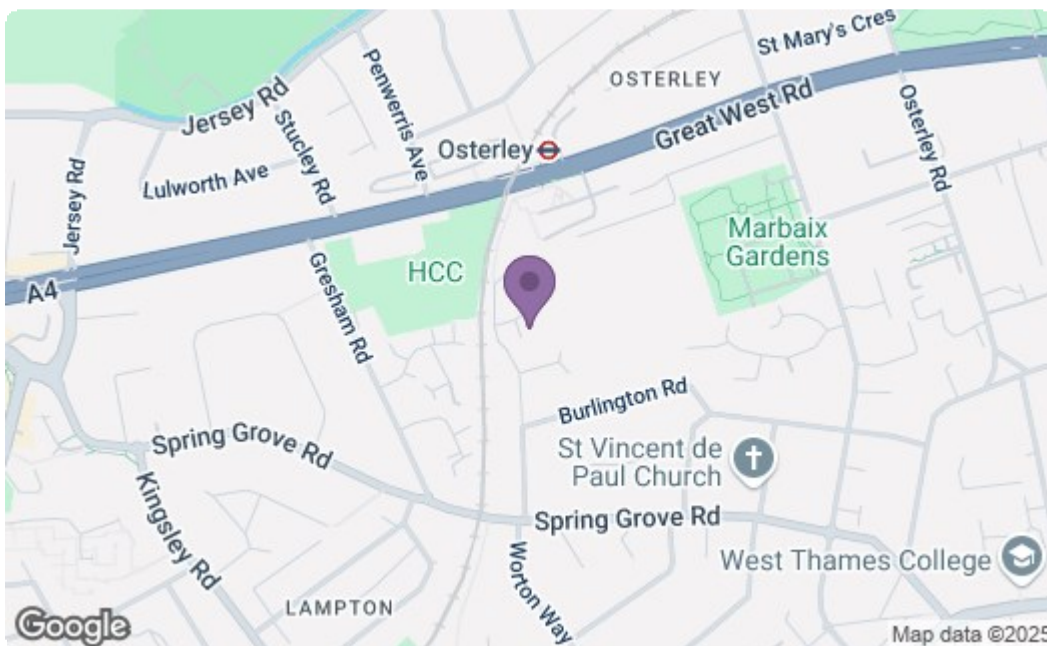 St Mary's Cres
OSTERLEY
Penwerris Ave
Jersey Rd
Stucley Rd
Great West Rd
Osterley Rd
Osterley
Lulworth Ave
Jersey Rd
Marbaix
Gardens
HCC
A4
Gresham Rd
Burlington Rd
St Vincent de
Paul Church
Spring Grove Rd
Kingsley Rd
Spring Grove Rd
Worton Way
West Thames College
LAMPTON
Google
Map data ©2025